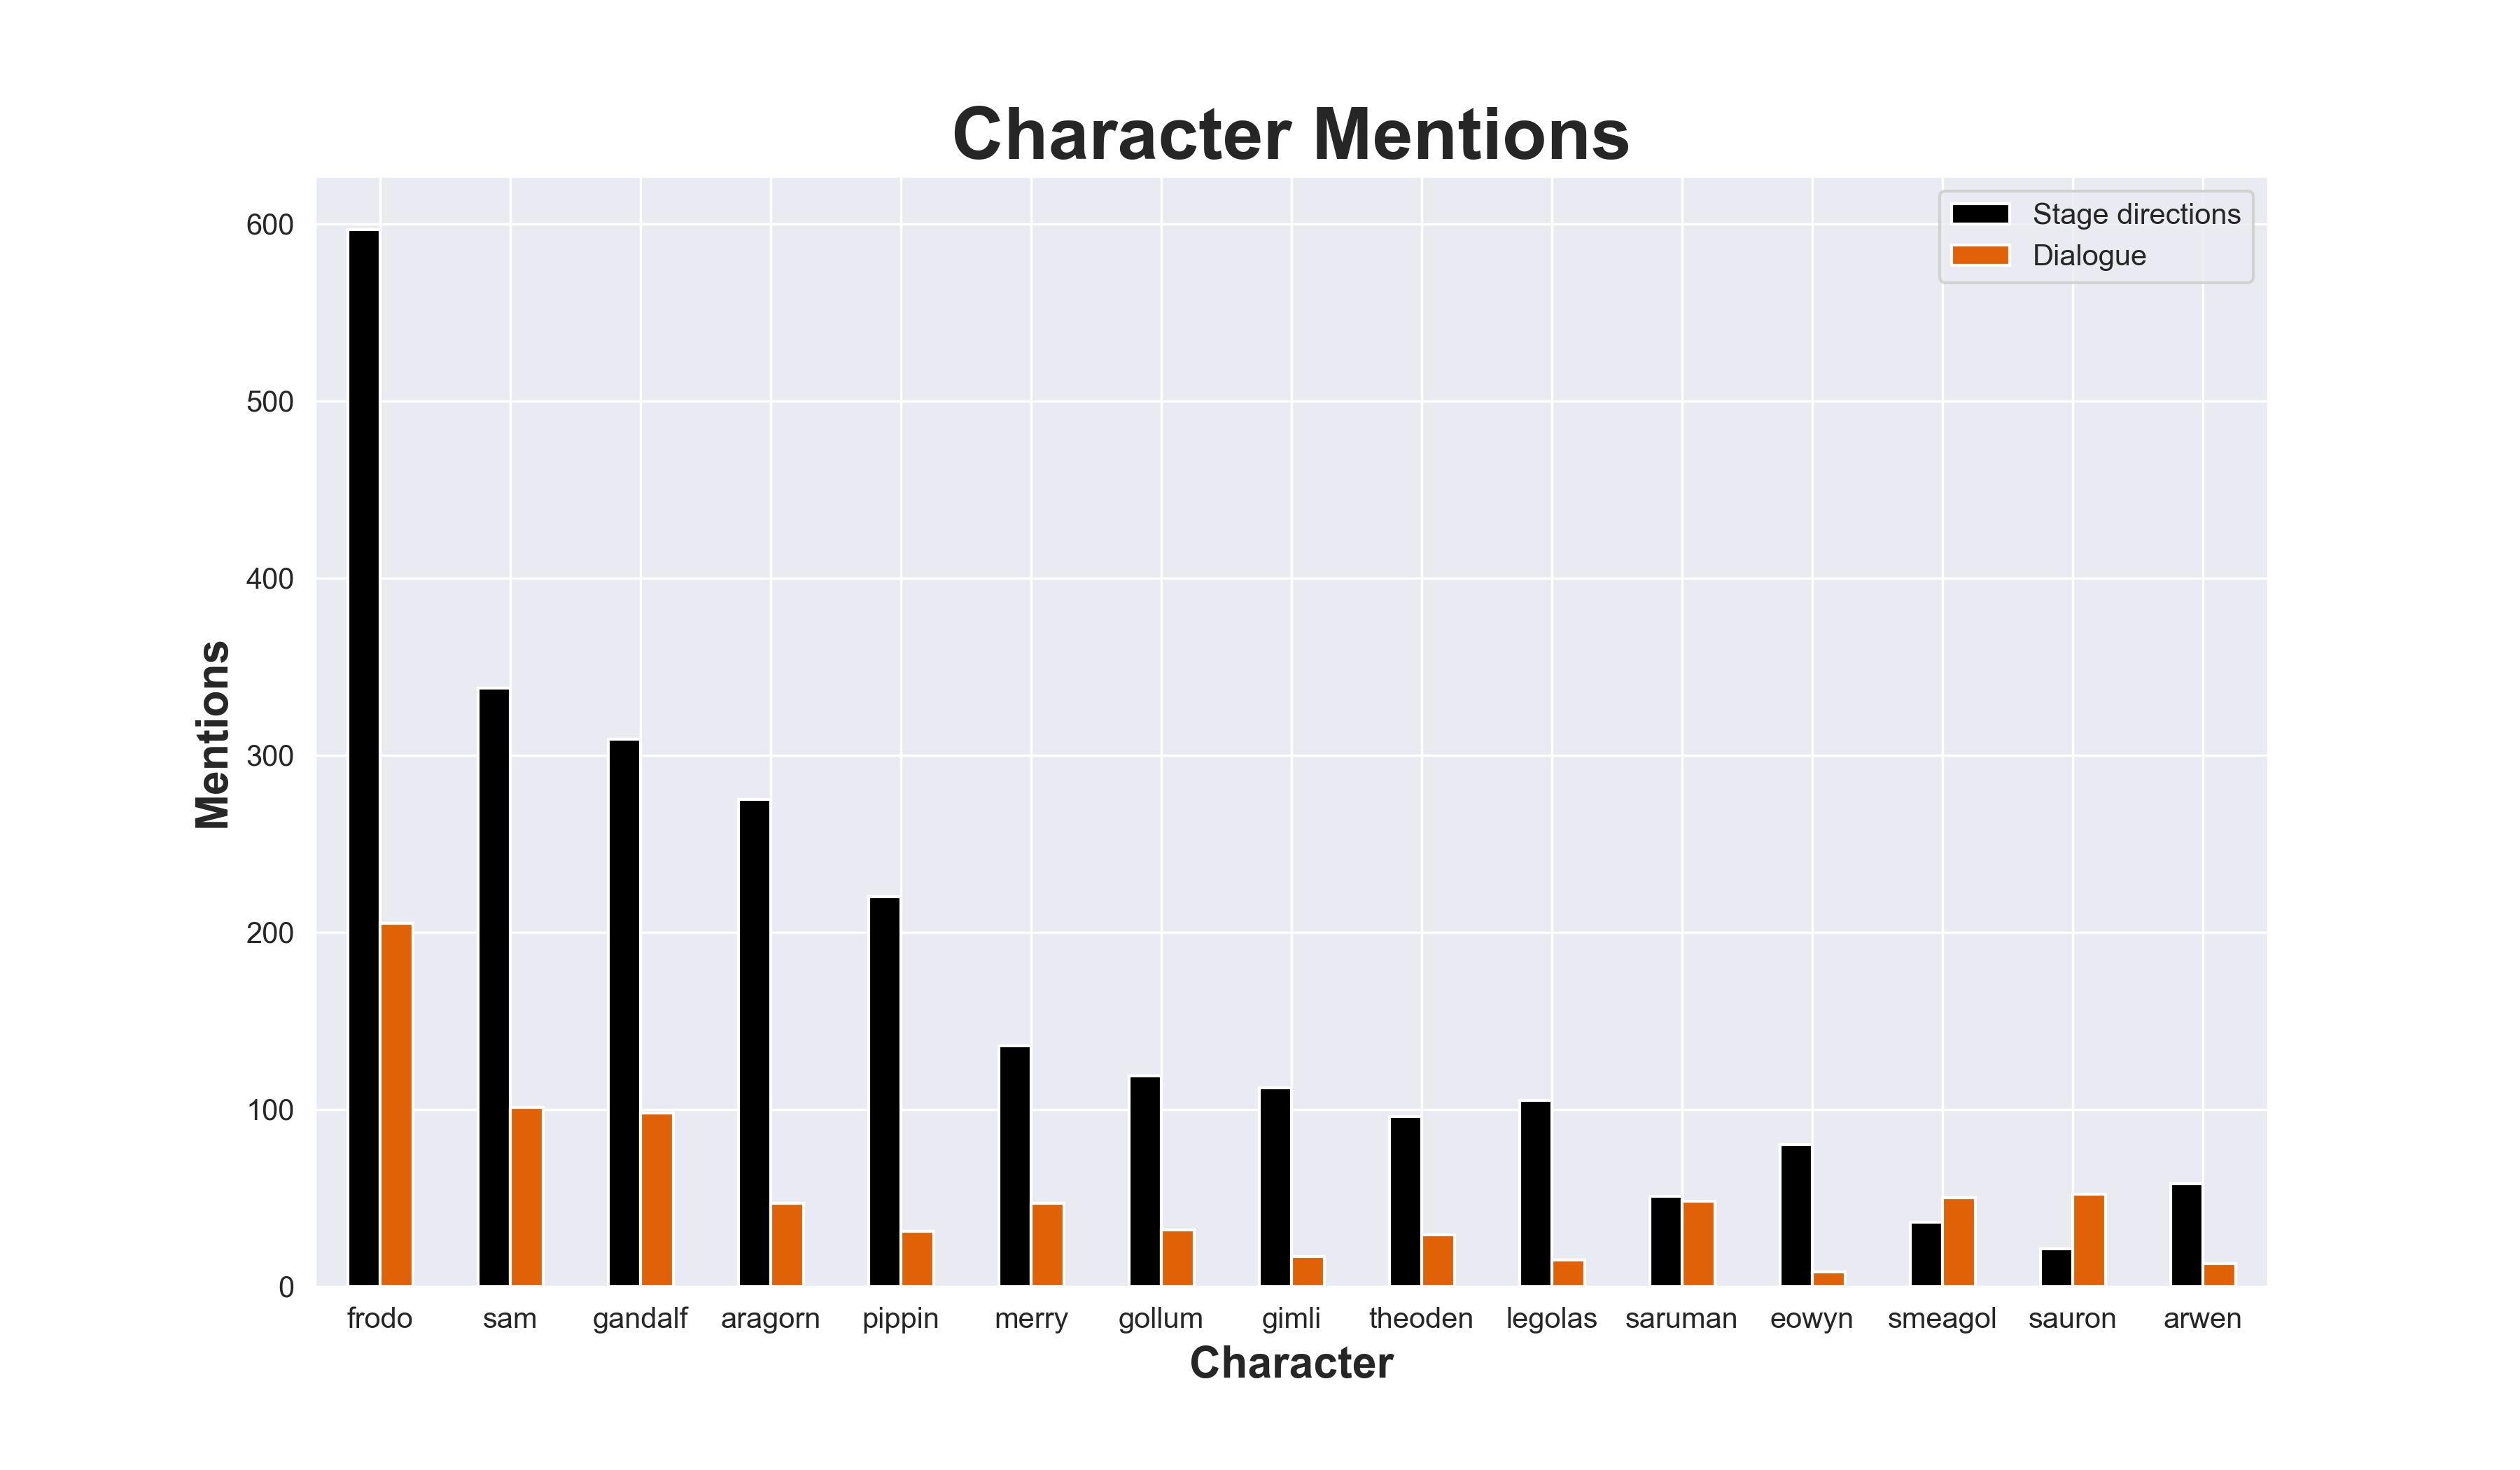 Character Mentions
Stage directions
Dialogue
600
500
400
300
200
100
0
Mentions
frodo sam gandalf aragorn pippin merry gollum gimli theoden legolas saruman eowyn smeagol sauron arwen
Character